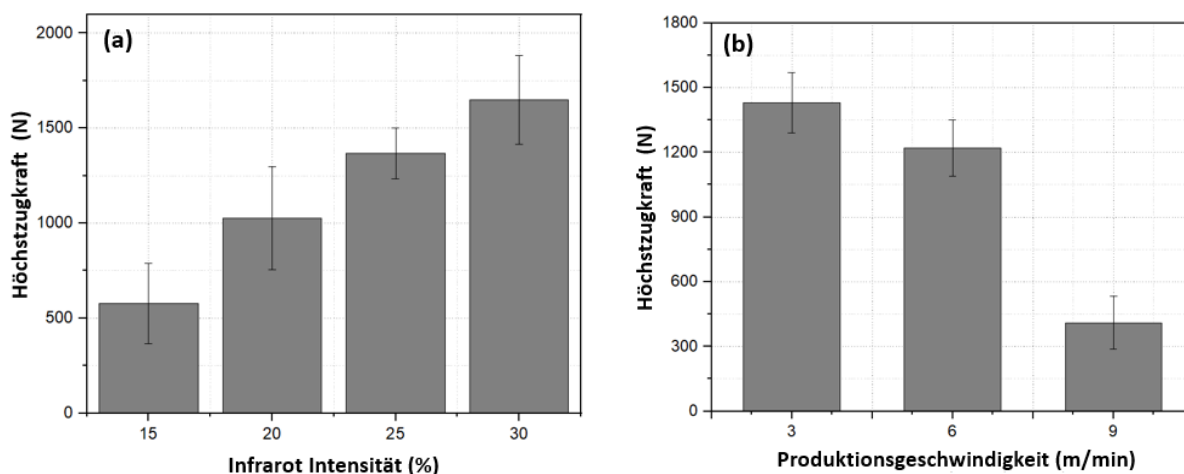 (a)
Höchstzugkraft (N)
2000
1500
1000
500
0
15 20 25 30
Infrarot Intensität (%)
(b)
Höchstzugkraft (N)
1800
1500
1200
900
600
300
0
3 6 9
Produktionsgeschwindigkeit (m/min)